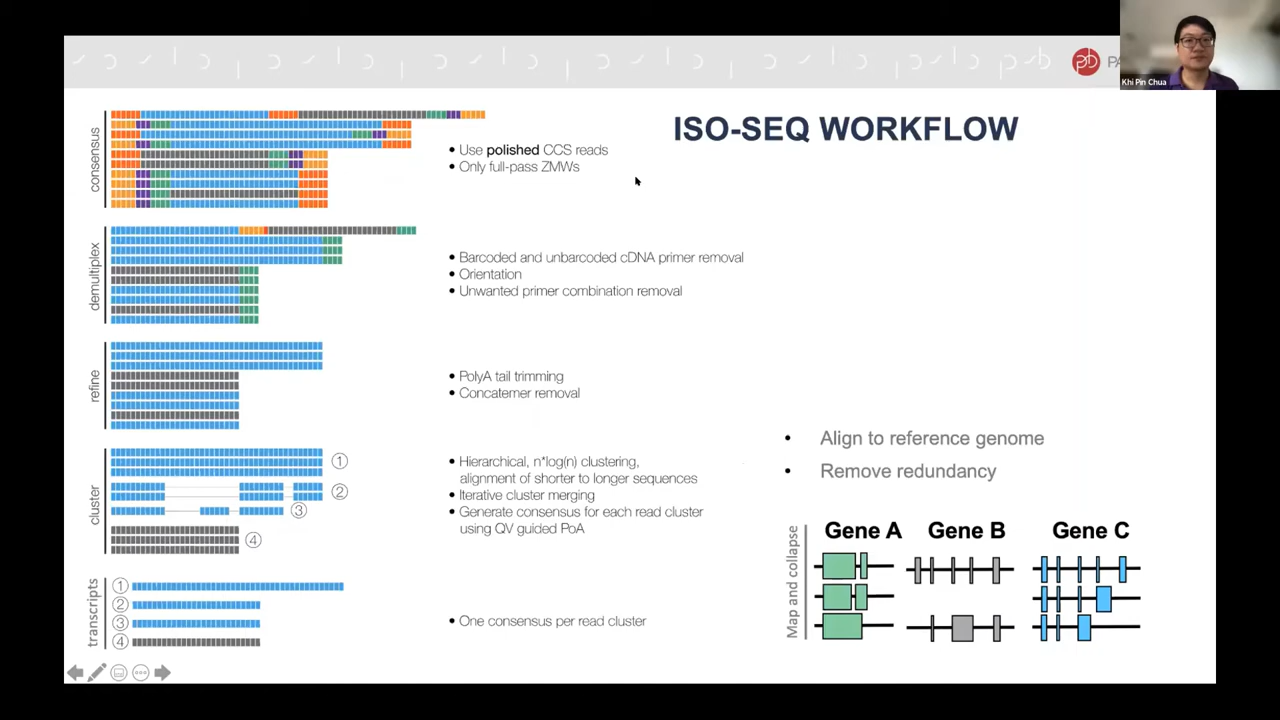 Khi Pin Chua
ISO-SEQ WORKFLOW
consensus
• Use polished CCS reads
• Only full-pass ZMWs
demultiplex
• Barcoded and unbarcoded cDNA primer removal
• Orientation
• Unwanted primer combination removal
refine
• PolyA tail trimming
• Concatemer removal
cluster
1
2
3
4
• Hierarchical, n*log(n) clustering,
alignment of shorter to longer sequences
• Iterative cluster merging
• Generate consensus for each read cluster
using QV guided PoA
transcripts
1
2
3
4
• One consensus per read cluster
• Align to reference genome
• Remove redundancy
Map and collapse
Gene A Gene B Gene C